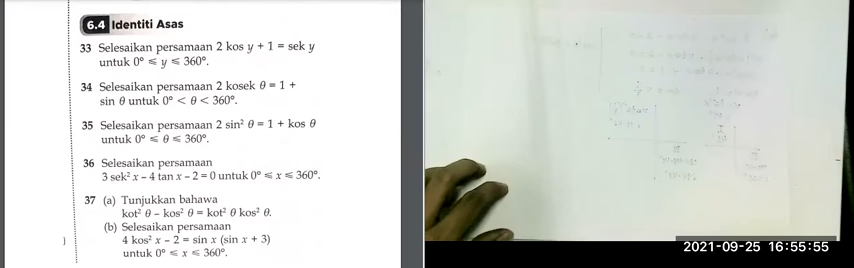 6.4 Identiti Asas
33 Selesaikan persamaan 2 kos y + 1 = sek y
untuk 0° ⩽ y ⩽ 360°.
34 Selesaikan persamaan 2 kosek θ = 1 +
sin θ untuk 0° < θ < 360°.
35 Selesaikan persamaan 2 sin² θ = 1 + kos θ
untuk 0° ⩽ θ ⩽ 360°.
36 Selesaikan persamaan
3 sek² x – 4 tan x – 2 = 0 untuk 0° ⩽ x ⩽ 360°.
37 (a) Tunjukkan bahawa
kot² θ – kos² θ = kot² θ kos² θ.
(b) Selesaikan persamaan
4 kos² x – 2 = sin x (sin x + 3)
untuk 0° ⩽ x ⩽ 360°.
2021-09-25 16:55:55